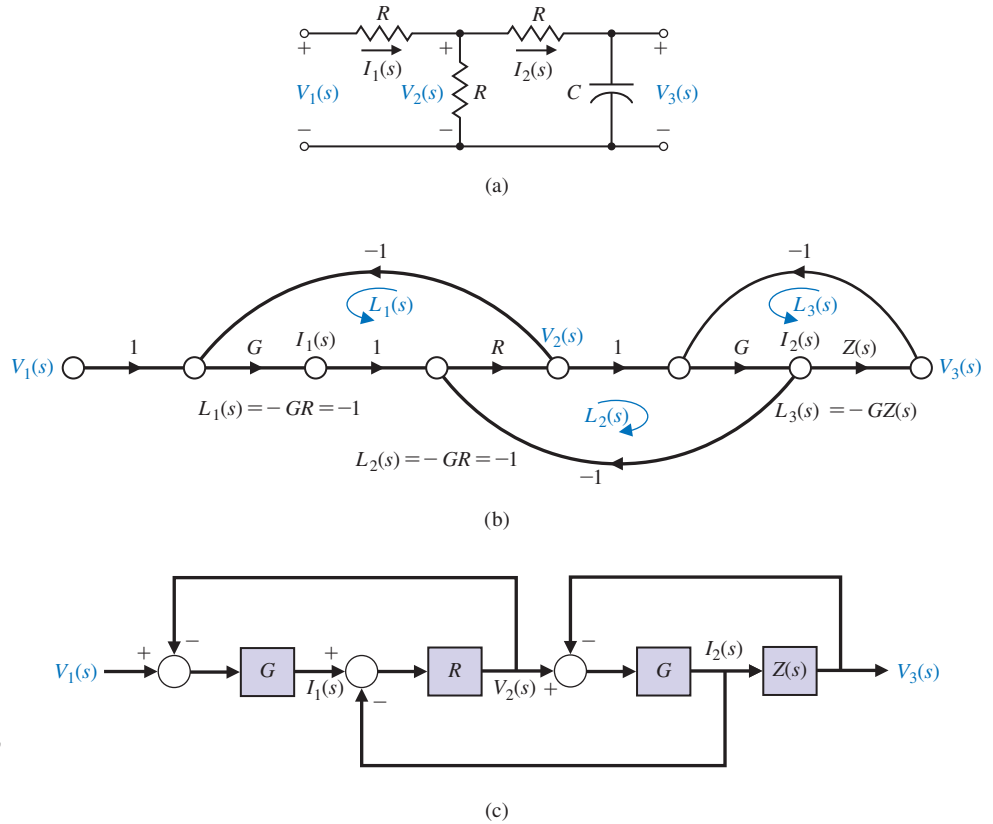 R R
+ I₁(s) + I₂(s) +
V₁(s) V₂(s) R C V₃(s)
− − −
(a)
−1 −1
L₁(s) L₃(s)
V₁(s) 1 G I₁(s) 1 R V₂(s) 1 G I₂(s) Z(s) V₃(s)
L₁(s) = − GR = −1
L₂(s)
L₃(s) = − GZ(s)
L₂(s) = − GR = −1
−1
(b)
− −
V₁(s) + G I₁(s) + R V₂(s) + G I₂(s) Z(s) V₃(s)
−
(c)